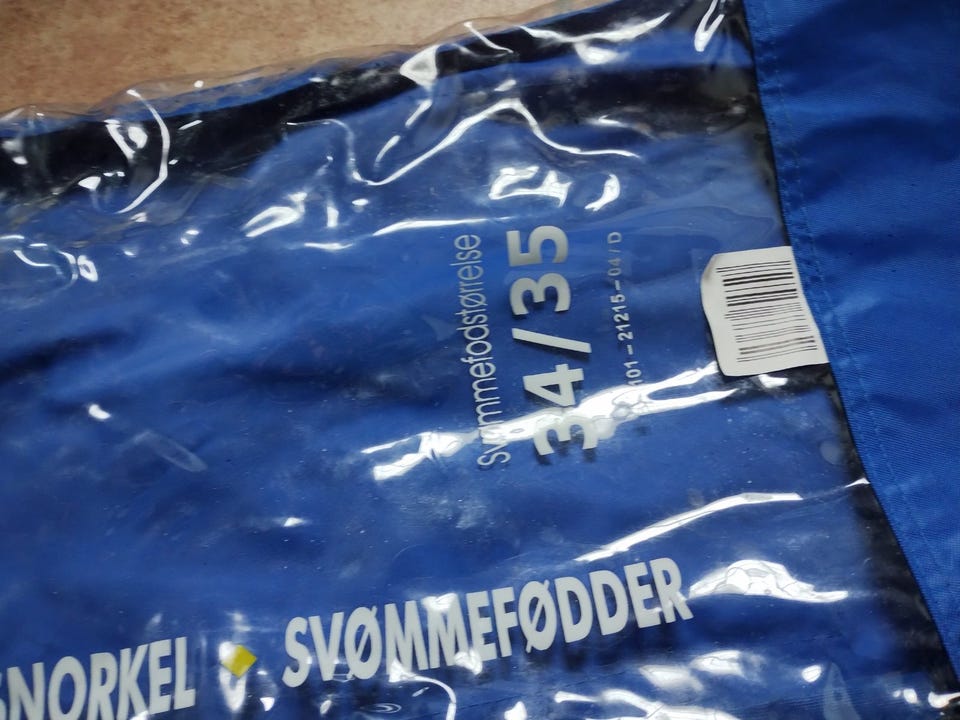 Svømmefodstørrelse
34/35
101-21215-04/D
SNORKEL SVØMMEFØDDER